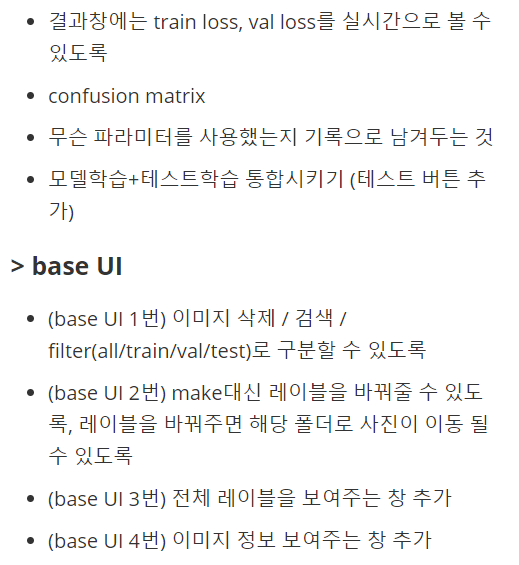 • 결과창에는 train loss, val loss를 실시간으로 볼 수
있도록
• confusion matrix
• 무슨 파라미터를 사용했는지 기록으로 남겨두는 것
• 모델학습+테스트학습 통합시키기 (테스트 버튼 추
가)
> base UI
• (base UI 1번) 이미지 삭제 / 검색 /
filter(all/train/val/test)로 구분할 수 있도록
• (base UI 2번) make대신 레이블을 바꿔줄 수 있도
록, 레이블을 바꿔주면 해당 폴더로 사진이 이동 될
수 있도록
• (base UI 3번) 전체 레이블을 보여주는 창 추가
• (base UI 4번) 이미지 정보 보여주는 창 추가